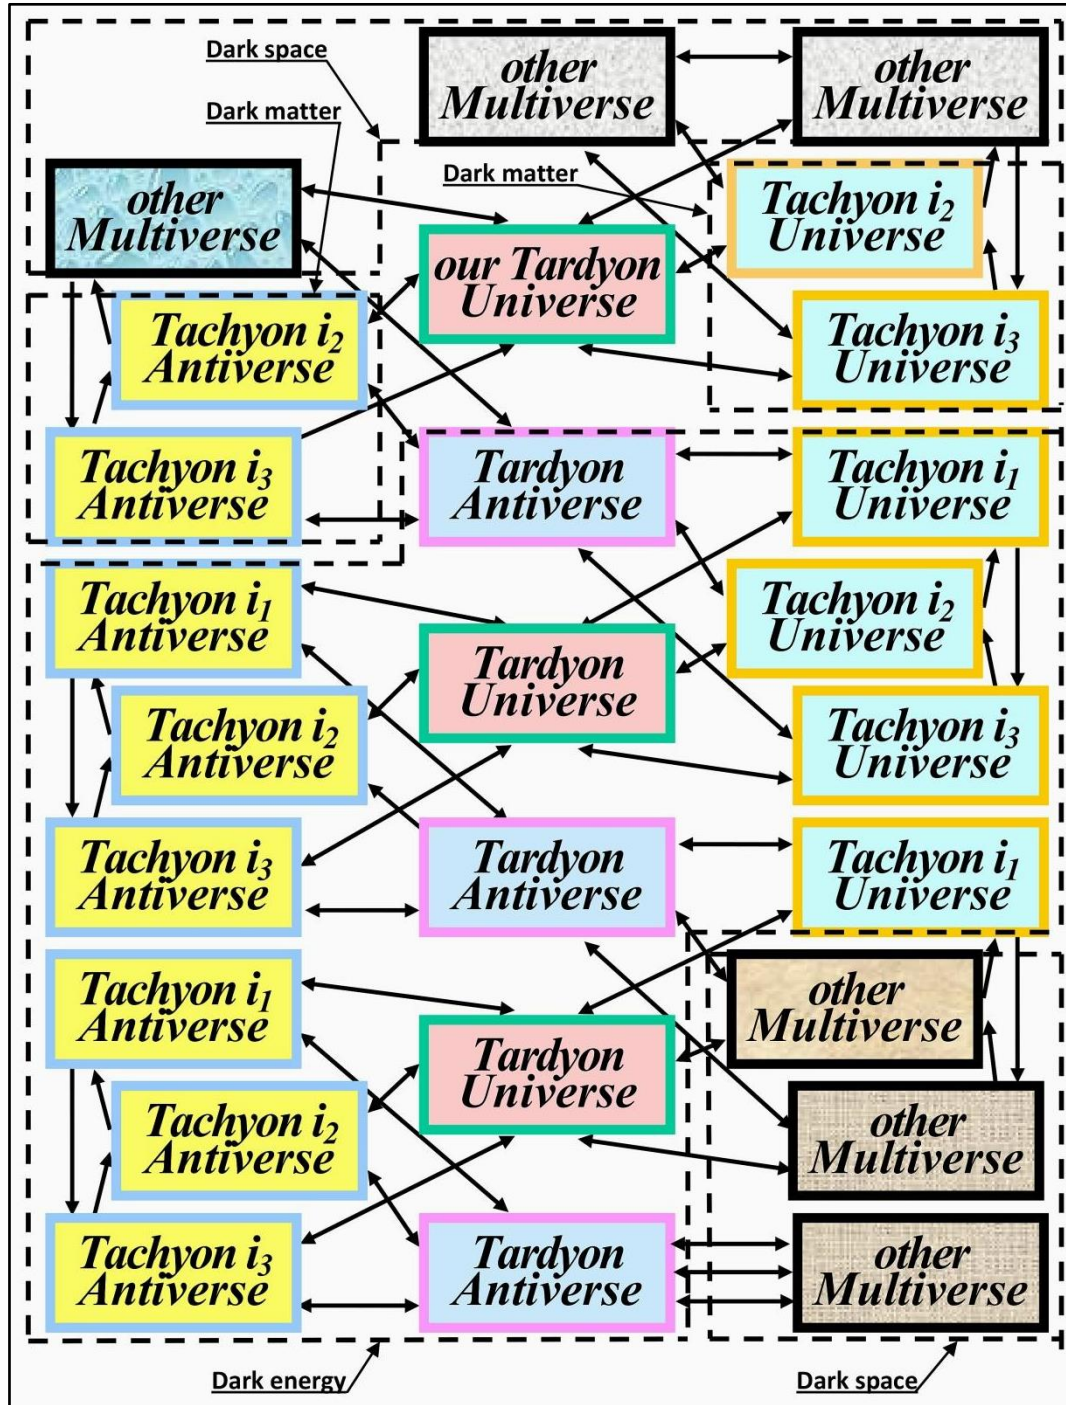 Dark space
other
Multiverse
other
Multiverse
Dark matter
Dark matter
other
Multiverse
Tachyon i₂
Universe
our Tardyon
Universe
Tachyon i₂
Antiverse
Tachyon i₃
Universe
Tachyon i₃
Antiverse
Tardyon
Antiverse
Tachyon i₁
Universe
Tachyon i₁
Antiverse
Tachyon i₂
Universe
Tardyon
Universe
Tachyon i₂
Antiverse
Tachyon i₃
Universe
Tachyon i₃
Antiverse
Tardyon
Antiverse
Tachyon i₁
Universe
Tachyon i₁
Antiverse
other
Multiverse
Tardyon
Universe
Tachyon i₂
Antiverse
other
Multiverse
Tachyon i₃
Antiverse
Tardyon
Antiverse
other
Multiverse
Dark energy
Dark space